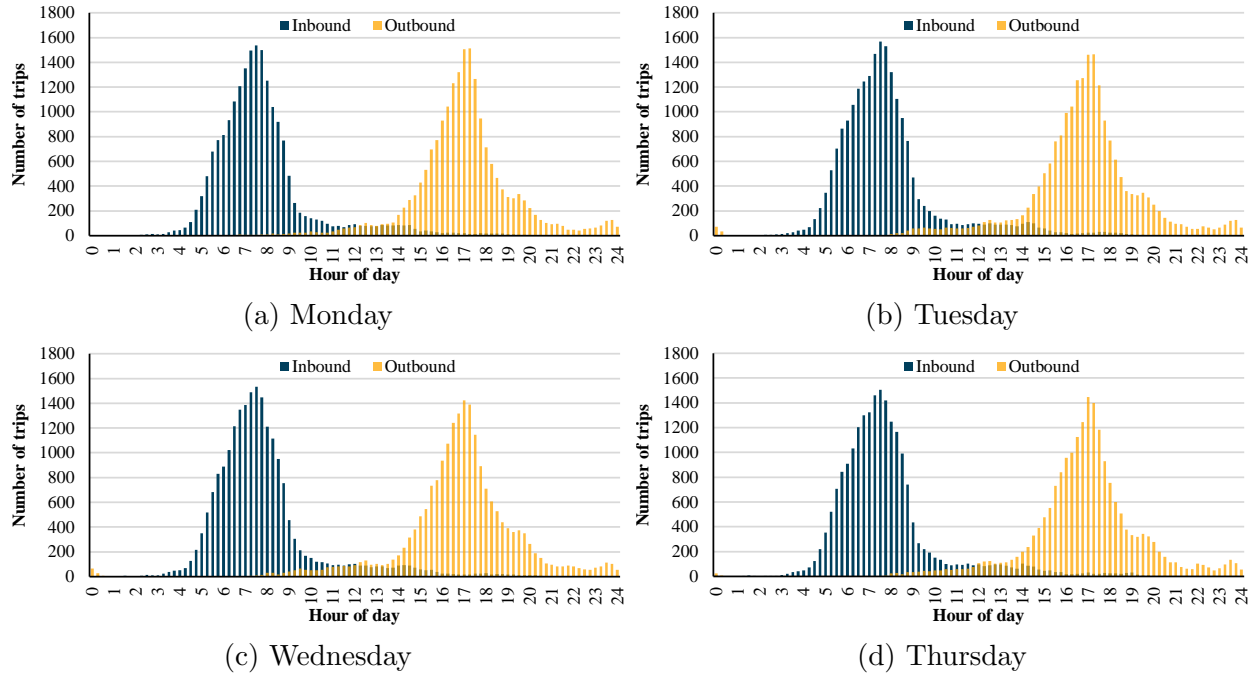 1800
1600
1400
1200
1000
800
600
400
200
0
Number of trips
Inbound Outbound
0 1 2 3 4 5 6 7 8 9 10 11 12 13 14 15 16 17 18 19 20 21 22 23 24
Hour of day
(a) Monday
1800
1600
1400
1200
1000
800
600
400
200
0
Number of trips
Inbound Outbound
0 1 2 3 4 5 6 7 8 9 10 11 12 13 14 15 16 17 18 19 20 21 22 23 24
Hour of day
(b) Tuesday
1800
1600
1400
1200
1000
800
600
400
200
0
Number of trips
Inbound Outbound
0 1 2 3 4 5 6 7 8 9 10 11 12 13 14 15 16 17 18 19 20 21 22 23 24
Hour of day
(c) Wednesday
1800
1600
1400
1200
1000
800
600
400
200
0
Number of trips
Inbound Outbound
0 1 2 3 4 5 6 7 8 9 10 11 12 13 14 15 16 17 18 19 20 21 22 23 24
Hour of day
(d) Thursday